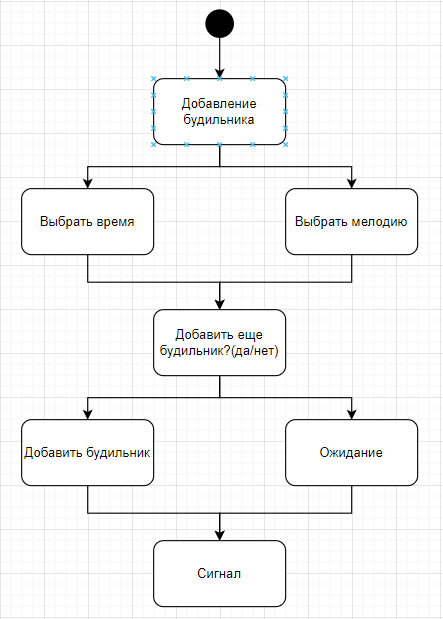 Добавление
будильника
Выбрать время
Выбрать мелодию
Добавить еще
будильник?(да/нет)
Добавить будильник
Ожидание
Сигнал